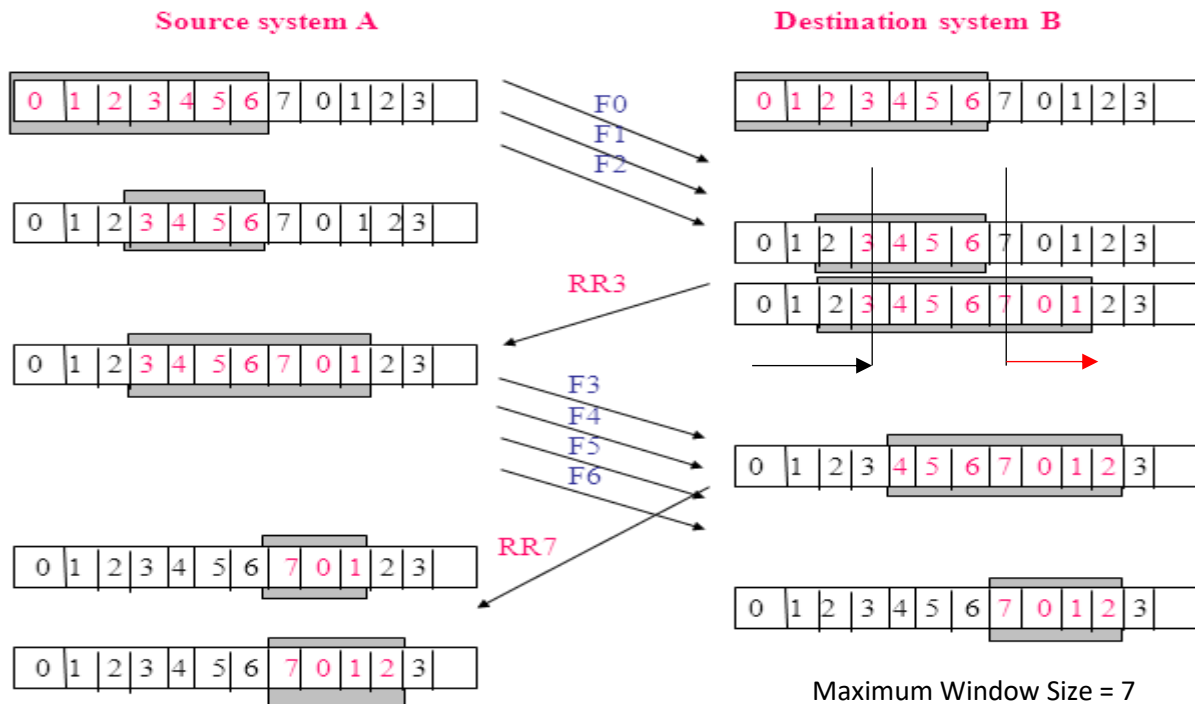 Source system A
Destination system B
0 1 2 3 4 5 6 7 0 1 2 3
0 1 2 3 4 5 6 7 0 1 2 3
F0
F1
F2
0 1 2 3 4 5 6 7 0 1 2 3
0 1 2 3 4 5 6 7 0 1 2 3
RR3
0 1 2 3 4 5 6 7 0 1 2 3
0 1 2 3 4 5 6 7 0 1 2 3
F3
F4
F5
F6
0 1 2 3 4 5 6 7 0 1 2 3
RR7
0 1 2 3 4 5 6 7 0 1 2 3
0 1 2 3 4 5 6 7 0 1 2 3
0 1 2 3 4 5 6 7 0 1 2 3
Maximum Window Size = 7